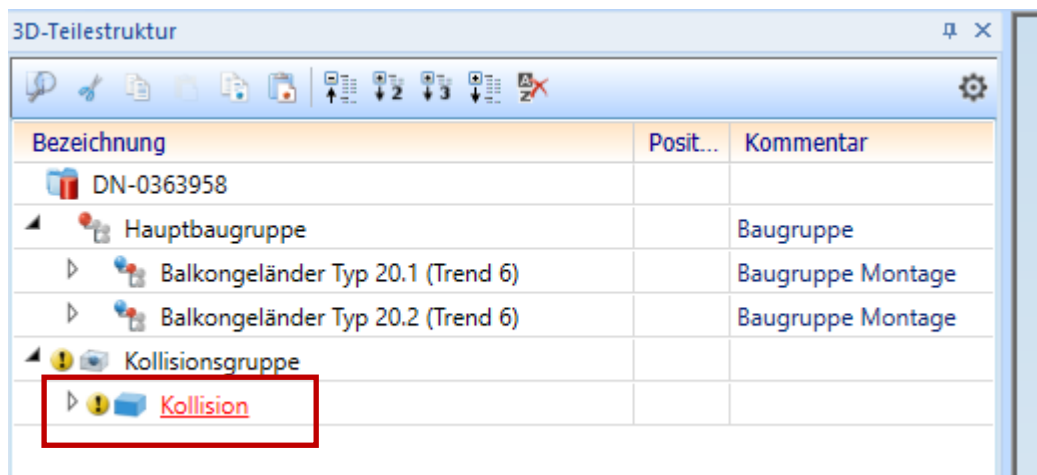 3D-Teilestruktur
Bezeichnung Posit... Kommentar
DN-0363958
Hauptbaugruppe Baugruppe
Balkongeländer Typ 20.1 (Trend 6) Baugruppe Montage
Balkongeländer Typ 20.2 (Trend 6) Baugruppe Montage
Kollisionsgruppe
Kollision